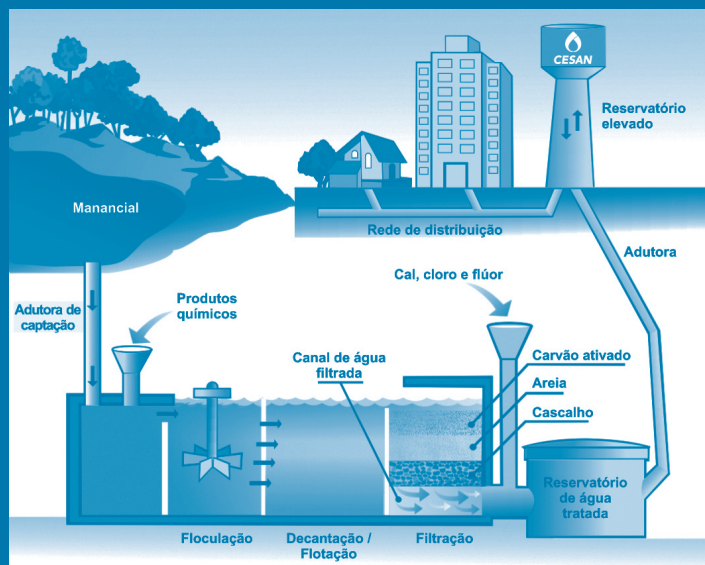 CESAN
Reservatório
elevado
Manancial
Rede de distribuição
Adutora
Cal, cloro e flúor
Produtos
químicos
Adutora de
captação
Canal de água
filtrada
Carvão ativado
Areia
Cascalho
Reservatório
de água
tratada
Floculação
Decantação /
Flotação
Filtração